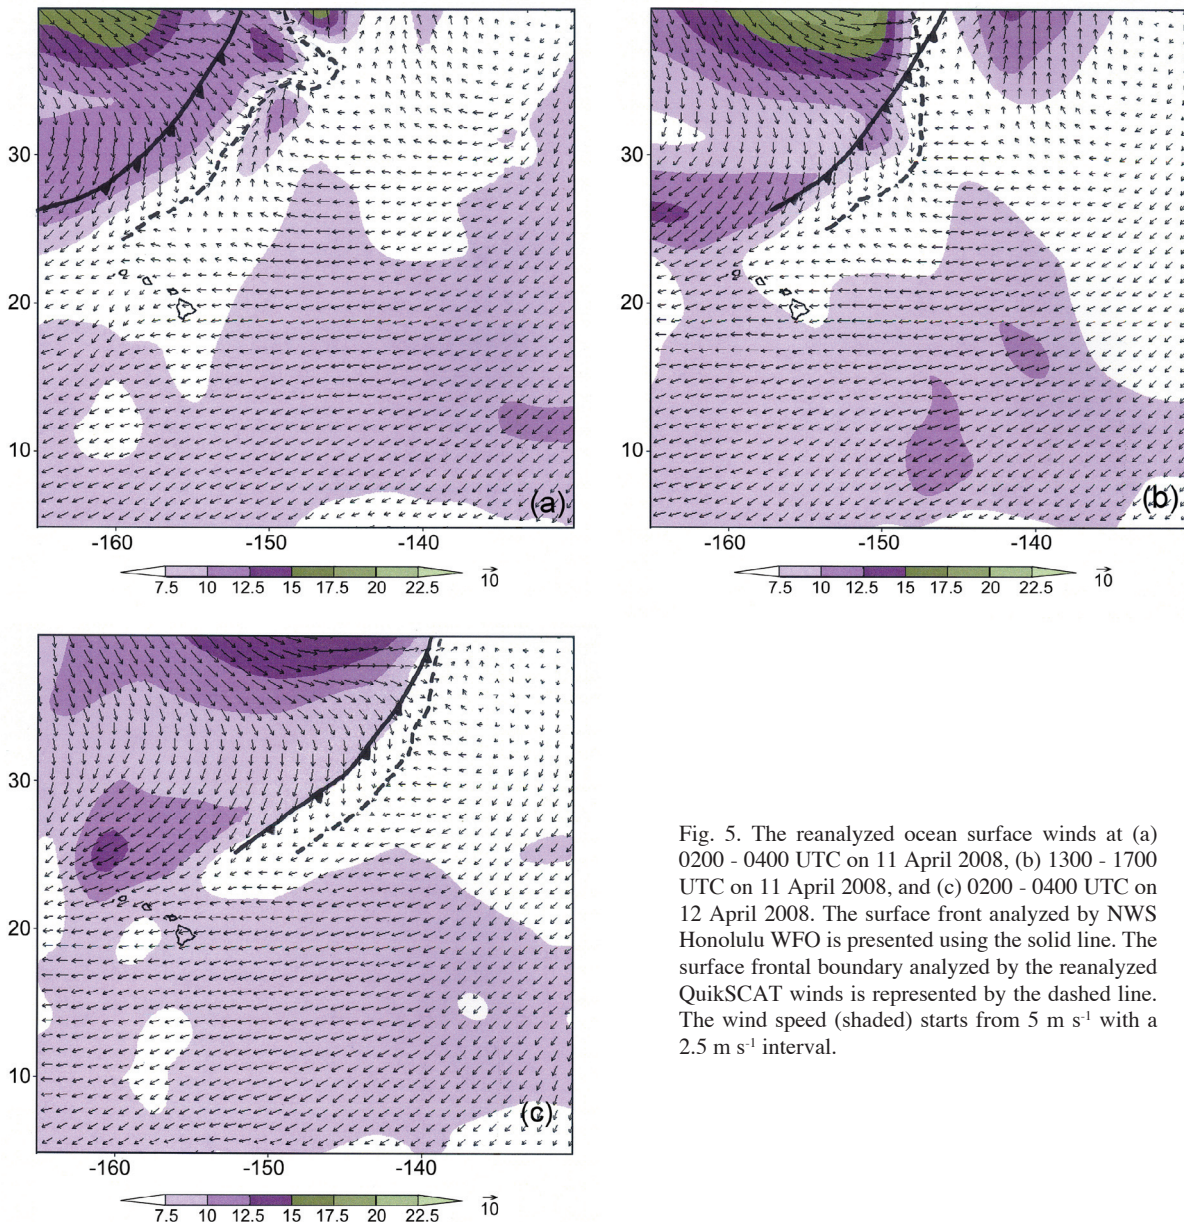 30
20
10
(a)
-160
-150
-140
7.5 10 12.5 15 17.5 20 22.5
10
30
20
10
(b)
-160
-150
-140
7.5 10 12.5 15 17.5 20 22.5
10
30
20
10
(c)
-160
-150
-140
7.5 10 12.5 15 17.5 20 22.5
10
Fig. 5. The reanalyzed ocean surface winds at (a)
0200 - 0400 UTC on 11 April 2008, (b) 1300 - 1700
UTC on 11 April 2008, and (c) 0200 - 0400 UTC on
12 April 2008. The surface front analyzed by NWS
Honolulu WFO is presented using the solid line. The
surface frontal boundary analyzed by the reanalyzed
QuikSCAT winds is represented by the dashed line.
The wind speed (shaded) starts from 5 m s-1 with a
2.5 m s-1 interval.